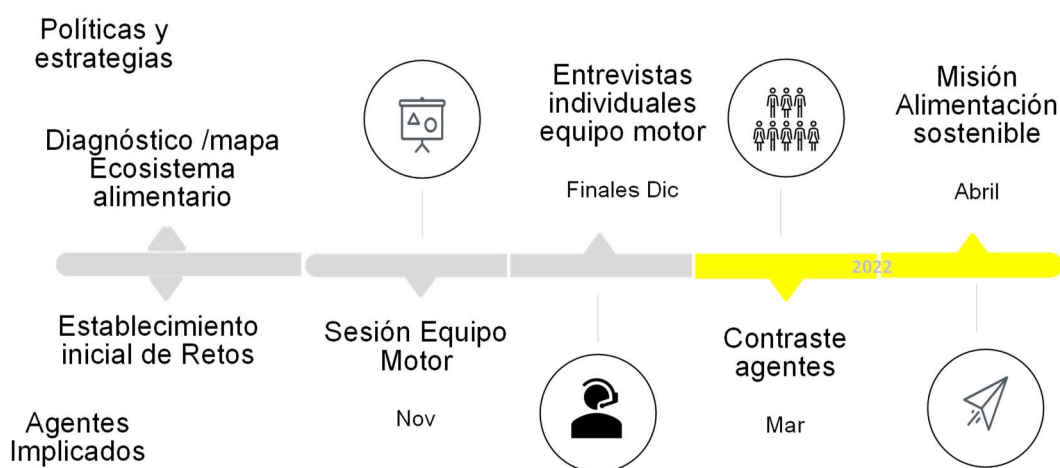 Políticas y
estrategias
Diagnóstico /mapa
Ecosistema
alimentario
Entrevistas
individuales
equipo motor
Finales Dic
Misión
Alimentación
sostenible
Abril
2022
Establecimiento
inicial de Retos
Sesión Equipo
Motor
Nov
Contraste
agentes
Mar
Agentes
Implicados